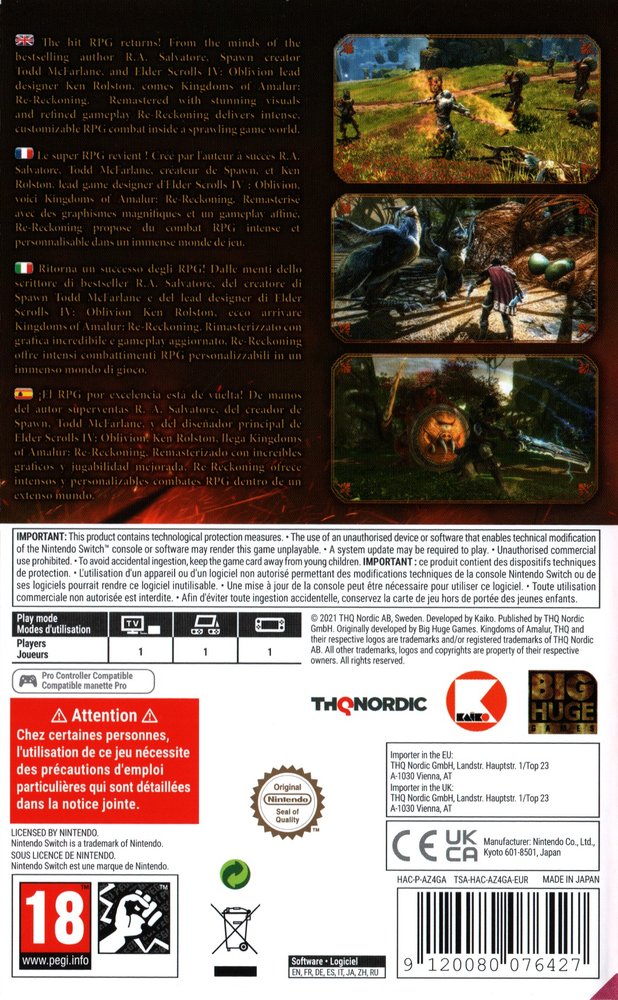 The hit RPG returns! From the minds of the
bestselling author R.A. Salvatore, Spawn creator
Todd McFarlane, and Elder Scrolls IV: Oblivion lead
designer Ken Rolston, comes Kingdoms of Amalur:
Re-Reckoning. Remastered with stunning visuals
and refined gameplay Re-Reckoning delivers intense,
customizable RPG combat inside a sprawling game world.
Le super RPG revient ! Créé par l'auteur à succès R.A.
Salvatore, Todd McFarlane, créateur de Spawn, et Ken
Rolston, lead game designer d'Elder Scrolls IV : Oblivion,
voici Kingdoms of Amalur: Re-Reckoning. Remasterisé
avec des graphismes magnifiques et un gameplay affiné,
Re-Reckoning propose du combat RPG intense et
personnalisable dans un immense monde de jeu.
Ritorna un successo degli RPG! Dalle menti dello
scrittore di bestseller R.A. Salvatore, del creatore di
Spawn Todd McFarlane e del lead designer di Elder
Scrolls IV: Oblivion Ken Rolston, ecco arrivare
Kingdoms of Amalur: Re-Reckoning. Rimasterizzato con
grafica incredibile e gameplay aggiornato, Re-Reckoning
offre intensi combattimenti RPG personalizzabili in un
immenso mondo di gioco.
¡El RPG por excelencia está de vuelta! De manos
del autor superventas R. A. Salvatore, del creador de
Spawn, Todd McFarlane, y del diseñador principal de
Elder Scrolls IV: Oblivion, Ken Rolston, llega Kingdoms
of Amalur: Re-Reckoning. Remasterizado con increíbles
gráficos y jugabilidad mejorada, Re-Reckoning ofrece
intensos y personalizables combates RPG dentro de un
extenso mundo.
IMPORTANT: This product contains technological protection measures. • The use of an unauthorised device or software that enables technical modification
of the Nintendo Switch™ console or software may render this game unplayable. • A system update may be required to play. • Unauthorised commercial
use prohibited. • To avoid accidental ingestion, keep the game card away from young children. IMPORTANT : ce produit contient des dispositifs techniques
de protection. • L'utilisation d'un appareil ou d'un logiciel non autorisé permettant des modifications techniques de la console Nintendo Switch ou de
ses logiciels pourrait rendre ce logiciel inutilisable. • Une mise à jour de la console peut être nécessaire pour utiliser ce logiciel. • Toute utilisation
commerciale non autorisée est interdite. • Afin d'éviter toute ingestion accidentelle, conservez la carte de jeu hors de portée des jeunes enfants.
Play mode
Modes d'utilisation
TV
Players
Joueurs
1 1 1
Pro Controller Compatible
Compatible manette Pro
© 2021 THQ Nordic AB, Sweden. Developed by Kaiko. Published by THQ Nordic
GmbH. Originally developed by Big Huge Games. Kingdoms of Amalur, THQ and
their respective logos are trademarks and/or registered trademarks of THQ Nordic
AB. All other trademarks, logos and copyrights are property of their respective
owners. All rights reserved.
THQNORDIC
KAIKO
BIG
HUGE
GAMES
Attention
Chez certaines personnes,
l'utilisation de ce jeu nécessite
des précautions d'emploi
particulières qui sont détaillées
dans la notice jointe.
LICENSED BY NINTENDO.
Nintendo Switch is a trademark of Nintendo.
SOUS LICENCE DE NINTENDO.
Nintendo Switch est une marque de Nintendo.
Original
Nintendo
Seal of
Quality
TM
Importer in the EU:
THQ Nordic GmbH, Landstr. Hauptstr. 1/Top 23
A-1030 Vienna, AT
Importer in the UK:
THQ Nordic GmbH, Landstr. Hauptstr. 1/Top 23
A-1030 Vienna, AT
CE UK
CA
Manufacturer: Nintendo Co., Ltd.,
Kyoto 601-8501, Japan
HAC-P-AZ4GA TSA-HAC-AZ4GA-EUR MADE IN JAPAN
18
www.pegi.info
Software • Logiciel
EN, FR, DE, ES, IT, JA, ZH, RU
9 120080 076427